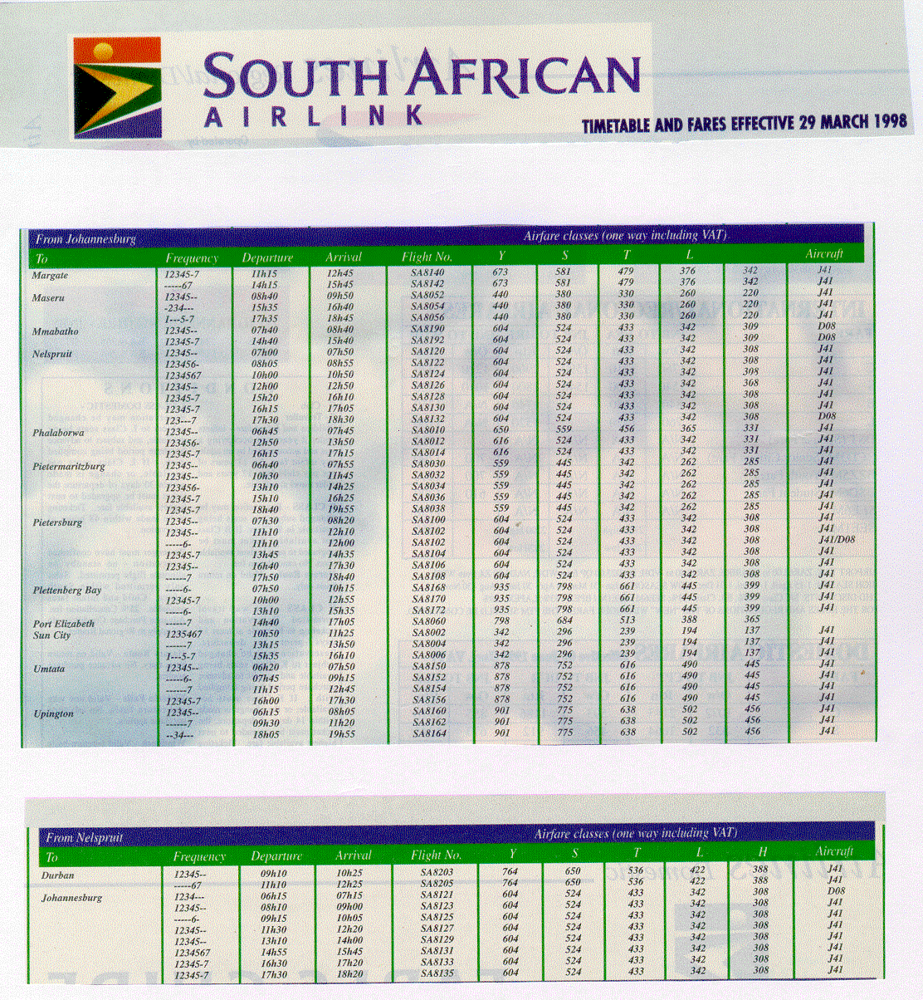 SOUTH AFRICAN
AIRLINK
TIMETABLE AND FARES EFFECTIVE 29 MARCH 1998
From Johannesburg Airfare classes (one way including VAT)
To Frequency Departure Arrival Flight No. Y S T L Aircraft
Margate 12345-7 11h15 12h45 SA8140 673 581 479 376 342 J41
-----67 14h15 15h45 SA8142 673 581 479 376 342 J41
Maseru 12345-- 08h40 09h50 SA8052 440 380 330 260 220 J41
-234--- 15h35 16h40 SA8054 440 380 330 260 220 J41
1---5-7 17h35 18h45 SA8056 440 380 330 260 220 J41
Mmabatho 12345-- 07h40 08h40 SA8190 604 524 433 342 309 D08
12345-7 14h40 15h40 SA8192 604 524 433 342 309 D08
Nelspruit 12345-- 07h00 07h50 SA8120 604 524 433 342 308 J41
123456- 08h05 08h55 SA8122 604 524 433 342 308 J41
1234567 10h00 10h50 SA8124 604 524 433 342 308 J41
12345-- 12h00 12h50 SA8126 604 524 433 342 368 J41
12345-7 15h20 16h10 SA8128 604 524 433 342 308 J41
12345-7 16h15 17h05 SA8130 604 524 433 342 308 J41
123---7 17h30 18h30 SA8132 604 524 433 342 308 D08
Phalaborwa 12345-- 06h45 07h45 SA8010 650 559 456 365 331 J41
123456- 12h50 13h50 SA8012 616 524 433 342 331 J41
12345-7 16h15 17h15 SA8014 616 524 433 342 331 J41
Pietermaritzburg 12345-- 06h40 07h55 SA8030 559 445 342 262 285 J41
12345-- 10h30 11h45 SA8032 559 445 342 262 285 J41
123456- 13h10 14h25 SA8034 559 445 342 262 285 J41
12345-7 15h10 16h25 SA8036 559 445 342 262 285 J41
12345-7 18h40 19h55 SA8038 559 445 342 262 285 J41
Pietersburg 12345-- 07h30 08h20 SA8100 604 524 433 342 308 J41
12345-- 11h10 12h10 SA8102 604 524 433 342 308 J41
-----6- 11h10 12h00 SA8102 604 524 433 342 308 J41/D08
12345-7 13h45 14h35 SA8104 604 524 433 342 308 J41
12345-- 16h40 17h30 SA8106 604 524 433 342 308 J41
------7 17h50 18h40 SA8108 604 524 433 342 308 J41
Plettenberg Bay -----6- 07h50 10h15 SA8168 935 798 661 445 399 J41
12345-7 10h00 12h55 SA8170 935 798 661 445 399 J41
-----6- 13h10 15h35 SA8172 935 798 661 445 399 J41
Port Elizabeth ------7 14h40 17h05 SA8060 798 684 513 388 365
Sun City 1235467 10h50 11h25 SA8002 342 296 239 194 137 J41
------7 13h15 13h50 SA8004 342 296 239 194 137 J41
1---5-7 15h35 16h10 SA8006 342 296 239 194 137 J41
Umtata 12345-- 06h20 07h50 SA8150 878 752 616 490 445 J41
-----6- 07h45 09h15 SA8152 878 752 616 490 445 J41
------7 11h15 12h45 SA8154 878 752 616 490 445 J41
12345-7 16h00 17h30 SA8156 878 752 616 490 445 J41
Upington 12345-- 06h15 08h05 SA8160 901 775 638 502 456 J41
------7 09h30 11h20 SA8162 901 775 638 502 456 J41
--34--- 18h05 19h55 SA8164 901 775 638 502 456 J41
From Nelspruit Airfare classes (one way including VAT)
To Frequency Departure Arrival Flight No. Y S T L H Aircraft
Durban 12345-- 09h10 10h25 SA8203 764 650 536 422 388 J41
-----67 11h10 12h25 SA8205 764 650 536 422 388 J41
Johannesburg 1234--- 06h15 07h15 SA8121 604 524 433 342 308 D08
12345-- 08h10 09h00 SA8123 604 524 433 342 308 J41
-----6- 09h15 10h05 SA8125 604 524 433 342 308 J41
12345-- 11h30 12h20 SA8127 604 524 433 342 308 J41
12345-- 13h10 14h00 SA8129 604 524 433 342 308 J41
1234567 14h55 15h45 SA8131 604 524 433 342 308 J41
12345-7 16h30 17h20 SA8133 604 524 433 342 308 J41
12345-7 17h30 18h20 SA8135 604 524 433 342 308 J41